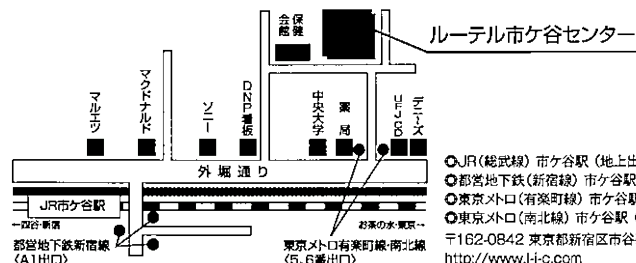 保健会館
ルーテル市ケ谷センター
マルエツ
マクドナルド
ソニー
DNP看板
中央大学
薬局
UFJCD
デニーズ
外堀通り
JR市ケ谷駅
←四谷・新宿
お茶の水・東京→
都営地下鉄新宿線
〈A1出口〉
東京メトロ有楽町線・南北線
〈5、6番出口〉
◎JR(総武線) 市ケ谷駅 (地上出
◎都営地下鉄(新宿線) 市ケ谷駅
◎東京メトロ(有楽町線) 市ケ谷駅
◎東京メトロ(南北線) 市ケ谷駅 (
〒162-0842 東京都新宿区市谷
http://www.l-i-c.com